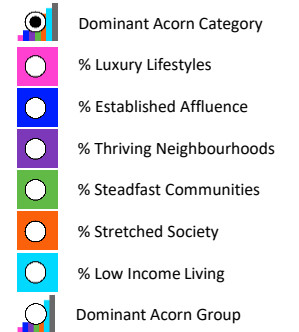 Dominant Acorn Category
% Luxury Lifestyles
% Established Affluence
% Thriving Neighbourhoods
% Steadfast Communities
% Stretched Society
% Low Income Living
Dominant Acorn Group